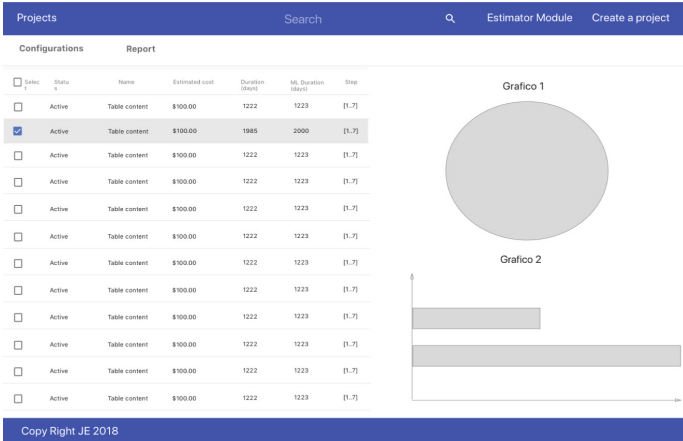 Projects Search Estimator Module Create a project
Configurations Report
Selec
t Statu
s Name Estimated cost Duration
(days) ML Duration
(days) Step
Active Table content $100.00 1222 1223 [1..7]
Active Table content $100.00 1985 2000 [1..7]
Active Table content $100.00 1222 1223 [1..7]
Active Table content $100.00 1222 1223 [1..7]
Active Table content $100.00 1222 1223 [1..7]
Active Table content $100.00 1222 1223 [1..7]
Active Table content $100.00 1222 1223 [1..7]
Active Table content $100.00 1222 1223 [1..7]
Active Table content $100.00 1222 1223 [1..7]
Active Table content $100.00 1222 1223 [1..7]
Active Table content $100.00 1222 1223 [1..7]
Active Table content $100.00 1222 1223 [1..7]
Grafico 1
Grafico 2
Copy Right JE 2018